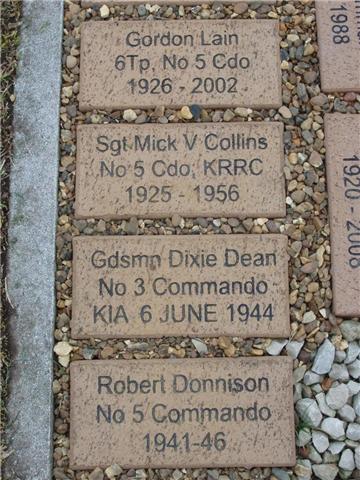 Gordon Lain
6Tp, No 5 Cdo
1926 - 2002
Sgt Mick V Collins
No 5 Cdo, KRRC
1925 - 1956
Gdsmn Dixie Dean
No 3 Commando
KIA 6 JUNE 1944
Robert Donnison
No 5 Commando
1941-46
1988
1920 - 2008